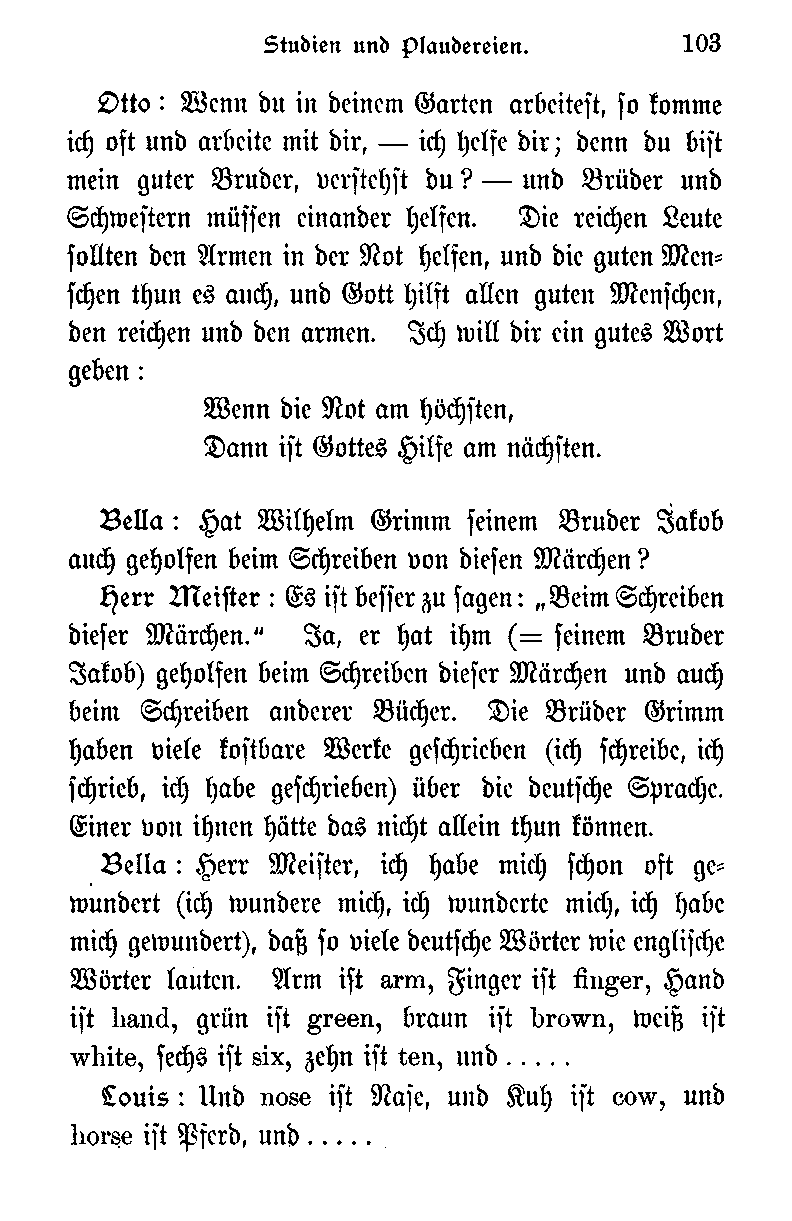 Studien und Plaudereien. 103
Otto: Wenn du in deinem Garten arbeitest, so komme
ich oft und arbeite mit dir, — ich helfe dir; denn du bist
mein guter Bruder, verstehst du? — und Brüder und
Schwestern müssen einander helfen. Die reichen Leute
sollten den Armen in der Not helfen, und die guten Men-
schen thun es auch, und Gott hilft allen guten Menschen,
den reichen und den armen. Ich will dir ein gutes Wort
geben:
Wenn die Not am höchsten,
Dann ist Gottes Hilfe am nächsten.
Bella: Hat Wilhelm Grimm seinem Bruder Jakob
auch geholfen beim Schreiben von diesen Märchen?
Herr Meister: Es ist besser zu sagen: „Beim Schreiben
dieser Märchen.“ Ja, er hat ihm (= seinem Bruder
Jakob) geholfen beim Schreiben dieser Märchen und auch
beim Schreiben anderer Bücher. Die Brüder Grimm
haben viele kostbare Werke geschrieben (ich schreibe, ich
schrieb, ich habe geschrieben) über die deutsche Sprache.
Einer von ihnen hätte das nicht allein thun können.
Bella: Herr Meister, ich habe mich schon oft ge-
wundert (ich wundere mich, ich wunderte mich, ich habe
mich gewundert), daß so viele deutsche Wörter wie englische
Wörter lauten. Arm ist arm, Finger ist finger, Hand
ist hand, grün ist green, braun ist brown, weiß ist
white, sechs ist six, zehn ist ten, und . . . . .
Louis: Und nose ist Nase, und Kuh ist cow, und
horse ist Pferd, und . . . . .